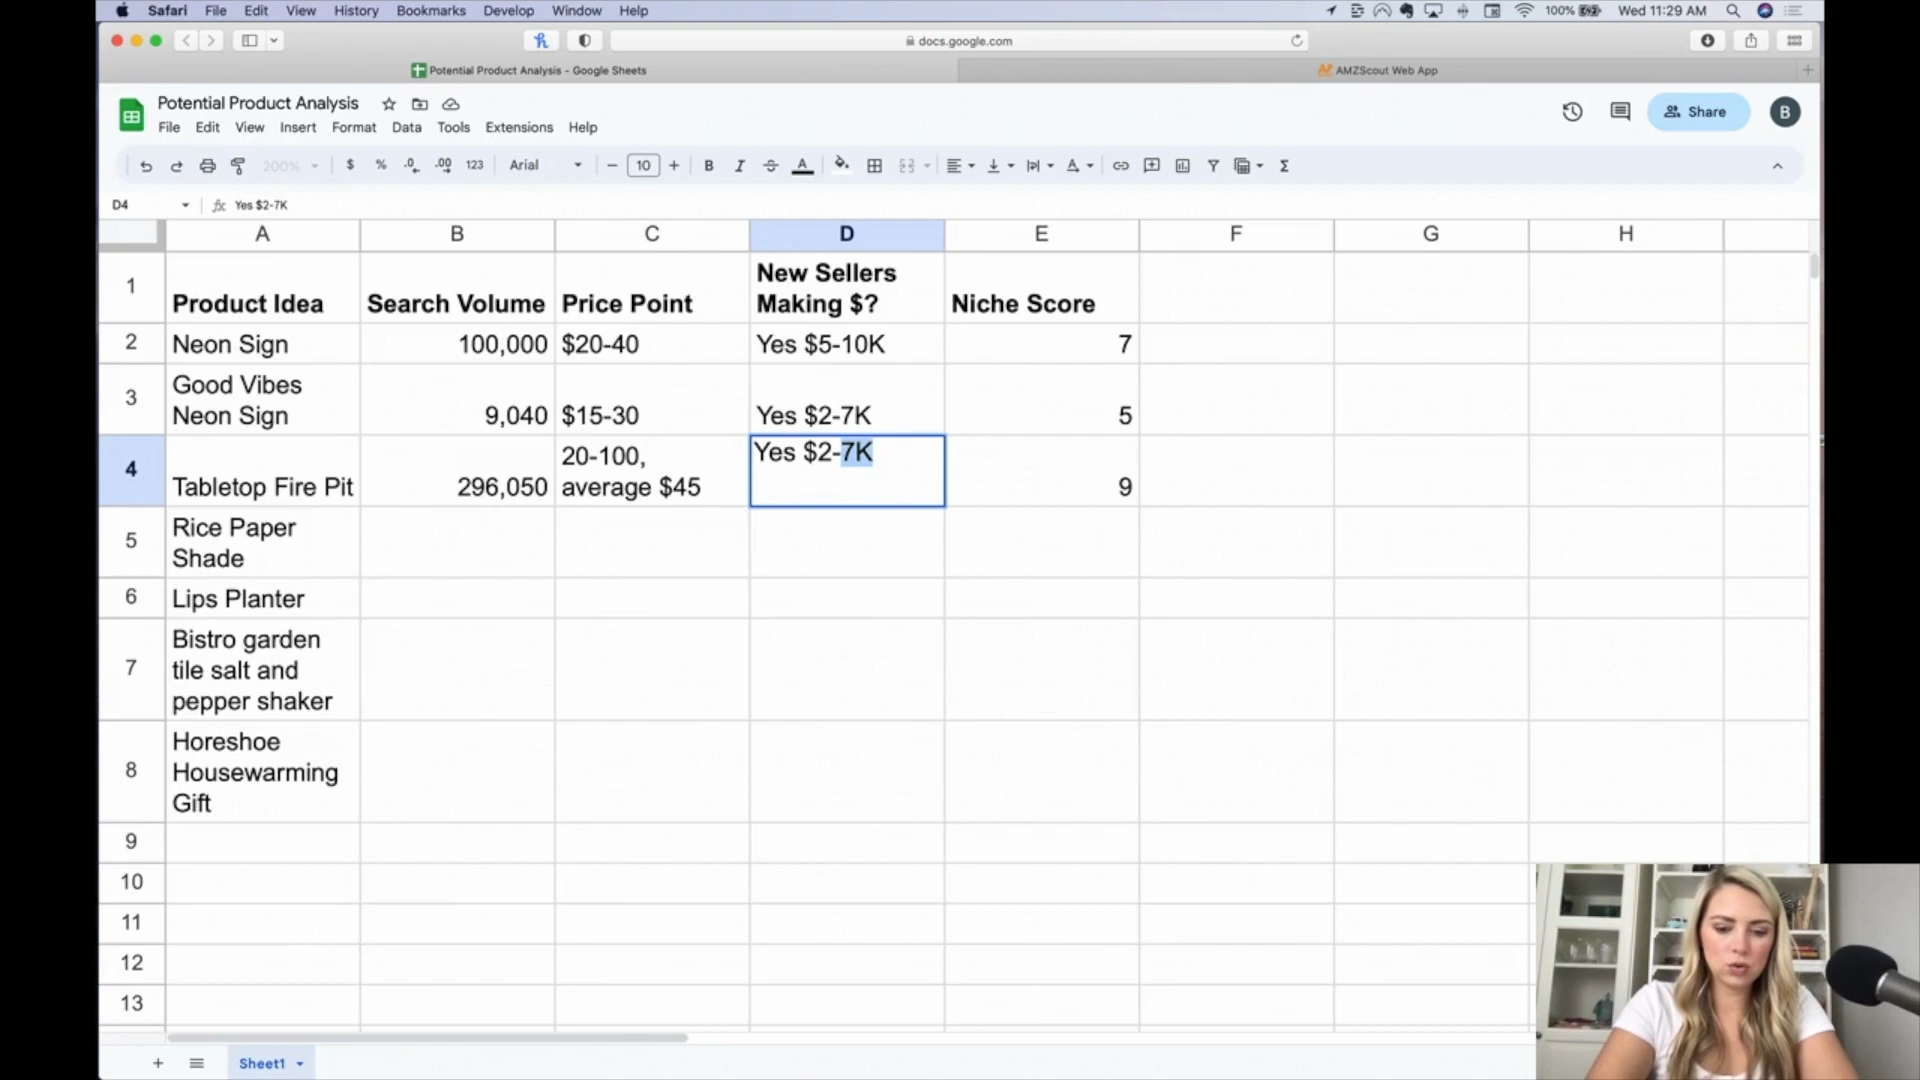 Safari File Edit View History Bookmarks Develop Window Help 100% Wed 11:29 AM
docs.google.com
Potential Product Analysis - Google Sheets AMZScout Web App
Potential Product Analysis
File Edit View Insert Format Data Tools Extensions Help
Share B
200% $ % .0 .00 123 Arial 10 B I S A Σ
D4 fx Yes $2-7K
A B C D E F G H
1 Product Idea Search Volume Price Point New Sellers
Making $? Niche Score
2 Neon Sign 100,000 $20-40 Yes $5-10K 7
3 Good Vibes
Neon Sign 9,040 $15-30 Yes $2-7K 5
4 Tabletop Fire Pit 296,050 20-100,
average $45 Yes $2-7K 9
5 Rice Paper
Shade
6 Lips Planter
7 Bistro garden
tile salt and
pepper shaker
8 Horeshoe
Housewarming
Gift
9
10
11
12
13
Sheet1